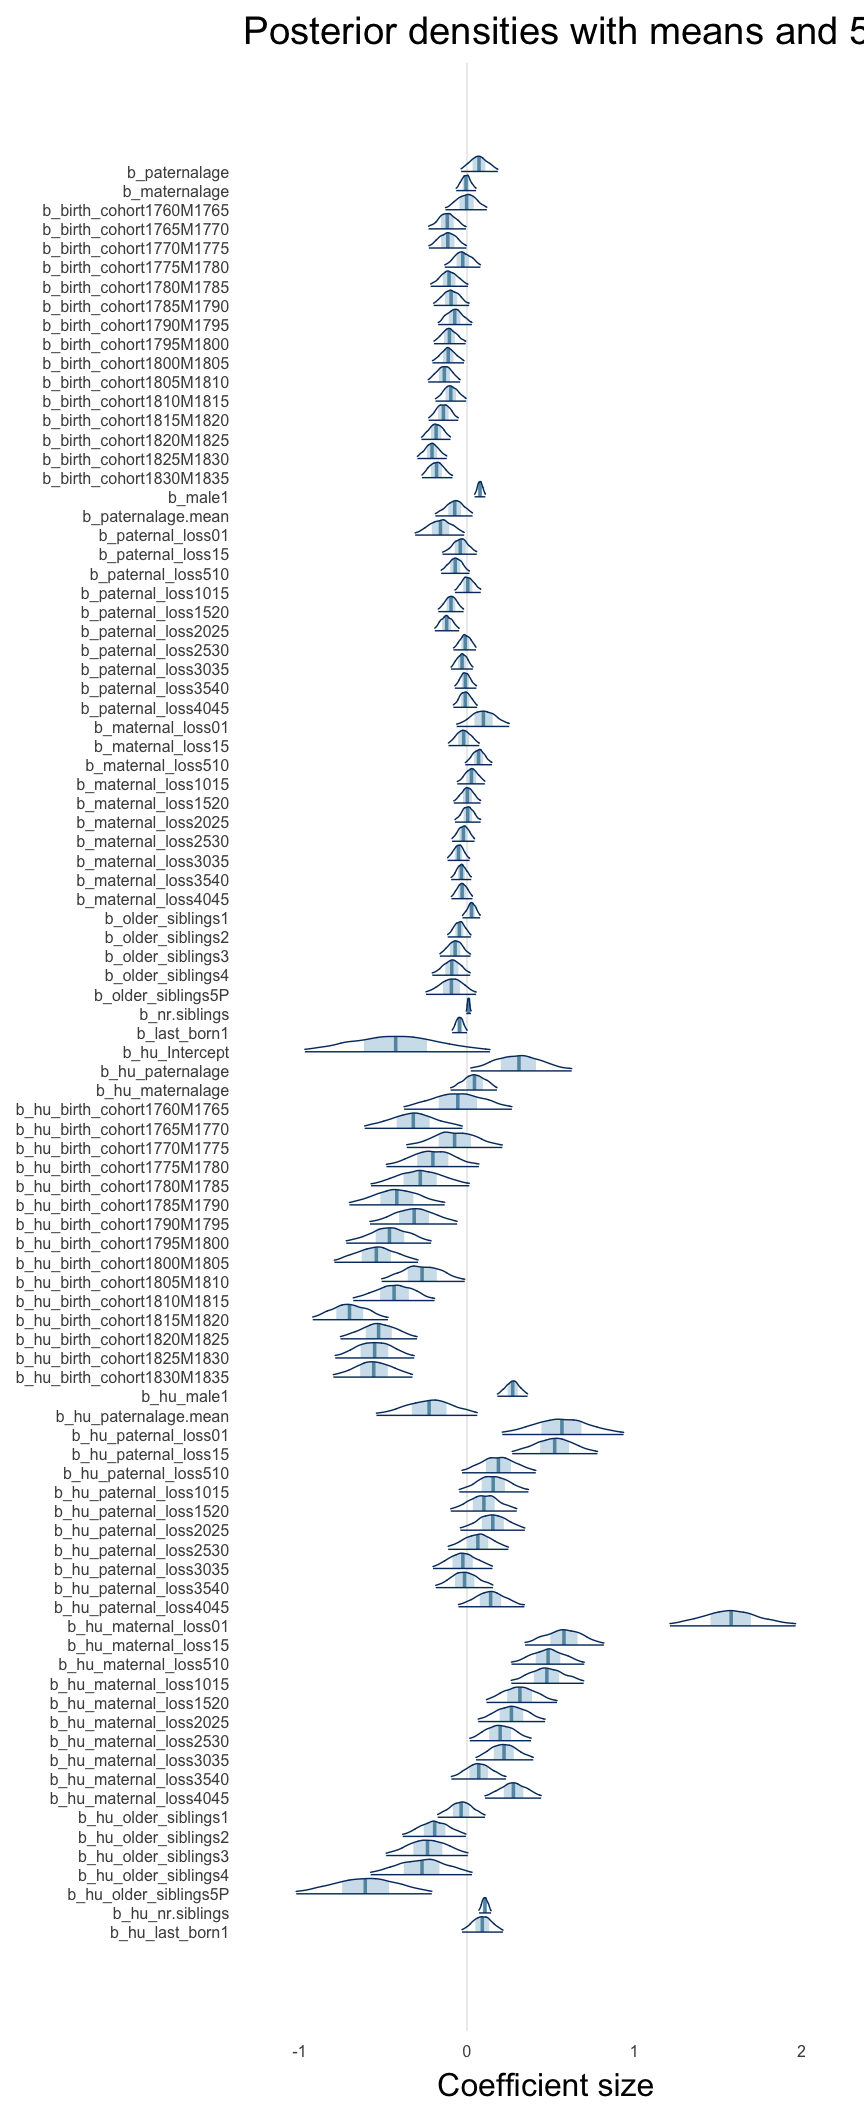 Posterior densities with means and 5
b_paternalage
b_maternalage
b_birth_cohort1760M1765
b_birth_cohort1765M1770
b_birth_cohort1770M1775
b_birth_cohort1775M1780
b_birth_cohort1780M1785
b_birth_cohort1785M1790
b_birth_cohort1790M1795
b_birth_cohort1795M1800
b_birth_cohort1800M1805
b_birth_cohort1805M1810
b_birth_cohort1810M1815
b_birth_cohort1815M1820
b_birth_cohort1820M1825
b_birth_cohort1825M1830
b_birth_cohort1830M1835
b_male1
b_paternalage.mean
b_paternal_loss01
b_paternal_loss15
b_paternal_loss510
b_paternal_loss1015
b_paternal_loss1520
b_paternal_loss2025
b_paternal_loss2530
b_paternal_loss3035
b_paternal_loss3540
b_paternal_loss4045
b_maternal_loss01
b_maternal_loss15
b_maternal_loss510
b_maternal_loss1015
b_maternal_loss1520
b_maternal_loss2025
b_maternal_loss2530
b_maternal_loss3035
b_maternal_loss3540
b_maternal_loss4045
b_older_siblings1
b_older_siblings2
b_older_siblings3
b_older_siblings4
b_older_siblings5P
b_nr.siblings
b_last_born1
b_hu_Intercept
b_hu_paternalage
b_hu_maternalage
b_hu_birth_cohort1760M1765
b_hu_birth_cohort1765M1770
b_hu_birth_cohort1770M1775
b_hu_birth_cohort1775M1780
b_hu_birth_cohort1780M1785
b_hu_birth_cohort1785M1790
b_hu_birth_cohort1790M1795
b_hu_birth_cohort1795M1800
b_hu_birth_cohort1800M1805
b_hu_birth_cohort1805M1810
b_hu_birth_cohort1810M1815
b_hu_birth_cohort1815M1820
b_hu_birth_cohort1820M1825
b_hu_birth_cohort1825M1830
b_hu_birth_cohort1830M1835
b_hu_male1
b_hu_paternalage.mean
b_hu_paternal_loss01
b_hu_paternal_loss15
b_hu_paternal_loss510
b_hu_paternal_loss1015
b_hu_paternal_loss1520
b_hu_paternal_loss2025
b_hu_paternal_loss2530
b_hu_paternal_loss3035
b_hu_paternal_loss3540
b_hu_paternal_loss4045
b_hu_maternal_loss01
b_hu_maternal_loss15
b_hu_maternal_loss510
b_hu_maternal_loss1015
b_hu_maternal_loss1520
b_hu_maternal_loss2025
b_hu_maternal_loss2530
b_hu_maternal_loss3035
b_hu_maternal_loss3540
b_hu_maternal_loss4045
b_hu_older_siblings1
b_hu_older_siblings2
b_hu_older_siblings3
b_hu_older_siblings4
b_hu_older_siblings5P
b_hu_nr.siblings
b_hu_last_born1
-1 0 1 2
Coefficient size